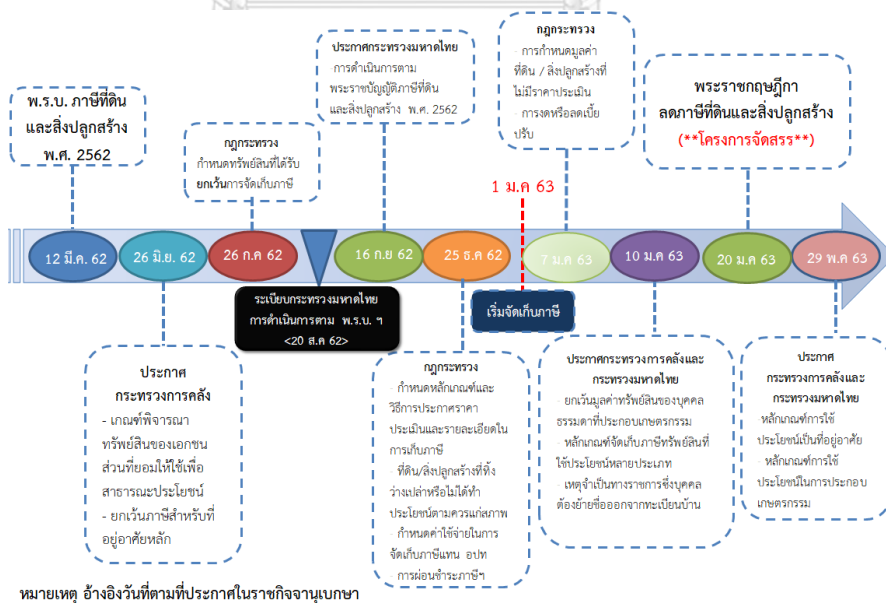 พ.ร.บ. ภาษีที่ดิน
และสิ่งปลูกสร้าง
พ.ศ. 2562
กฎกระทรวง
กำหนดทรัพย์สินที่ได้รับ
ยกเว้นการจัดเก็บภาษี
ประกาศกระทรวงมหาดไทย
- การดำเนินการตาม
พระราชบัญญัติภาษีที่ดิน
และสิ่งปลูกสร้าง พ.ศ. 2562
กฎกระทรวง
- การกำหนดมูลค่า
ที่ดิน / สิ่งปลูกสร้างที่
ไม่มีราคาประเมิน
- การงดหรือลดเบี้ย
ปรับ
พระราชกฤษฎีกา
ลดภาษีที่ดินและสิ่งปลูกสร้าง
(**โครงการจัดสรร**)
1 ม.ค 63
12 มี.ค. 62
26 มิ.ย. 62
26 ก.ค 62
16 ก.ย 62
25 ธ.ค 62
7 ม.ค 63
10 ม.ค 63
20 ม.ค 63
29 พ.ค 63
ระเบียบกระทรวงมหาดไทย
การดำเนินการตาม พ.ร.บ. ฯ
<20 ส.ค 62>
เริ่มจัดเก็บภาษี
ประกาศ
กระทรวงการคลัง
- เกณฑ์พิจารณา
ทรัพย์สินของเอกชน
ส่วนที่ยอมให้ใช้เพื่อ
สาธารณะประโยชน์
- ยกเว้นภาษีสำหรับที่
อยู่อาศัยหลัก
กฎกระทรวง
- กำหนดหลักเกณฑ์และ
วิธีการประกาศราคา
ประเมินและรายละเอียดใน
การเก็บภาษี
- ที่ดิน/สิ่งปลูกสร้างที่ทิ้ง
ว่างเปล่าหรือไม่ได้ทำ
ประโยชน์ตามควรแก่สภาพ
- กำหนดค่าใช้จ่ายในการ
จัดเก็บภาษีแทน อปท
- การผ่อนชำระภาษีฯ
ประกาศกระทรวงการคลังและ
กระทรวงมหาดไทย
- ยกเว้นมูลค่าทรัพย์สินของบุคคล
ธรรมดาที่ประกอบเกษตรกรรม
- หลักเกณฑ์จัดเก็บภาษีทรัพย์สินที่
ใช้ประโยชน์หลายประเภท
- เหตุจำเป็นทางราชการซึ่งบุคคล
ต้องย้ายชื่อออกจากทะเบียนบ้าน
ประกาศ
กระทรวงการคลังและ
กระทรวงมหาดไทย
- หลักเกณฑ์การใช้
ประโยชน์เป็นที่อยู่อาศัย
- หลักเกณฑ์การใช้
ประโยชน์ในการประกอบ
เกษตรกรรม
หมายเหตุ อ้างอิงวันที่ตามที่ประกาศในราชกิจจานุเบกษา